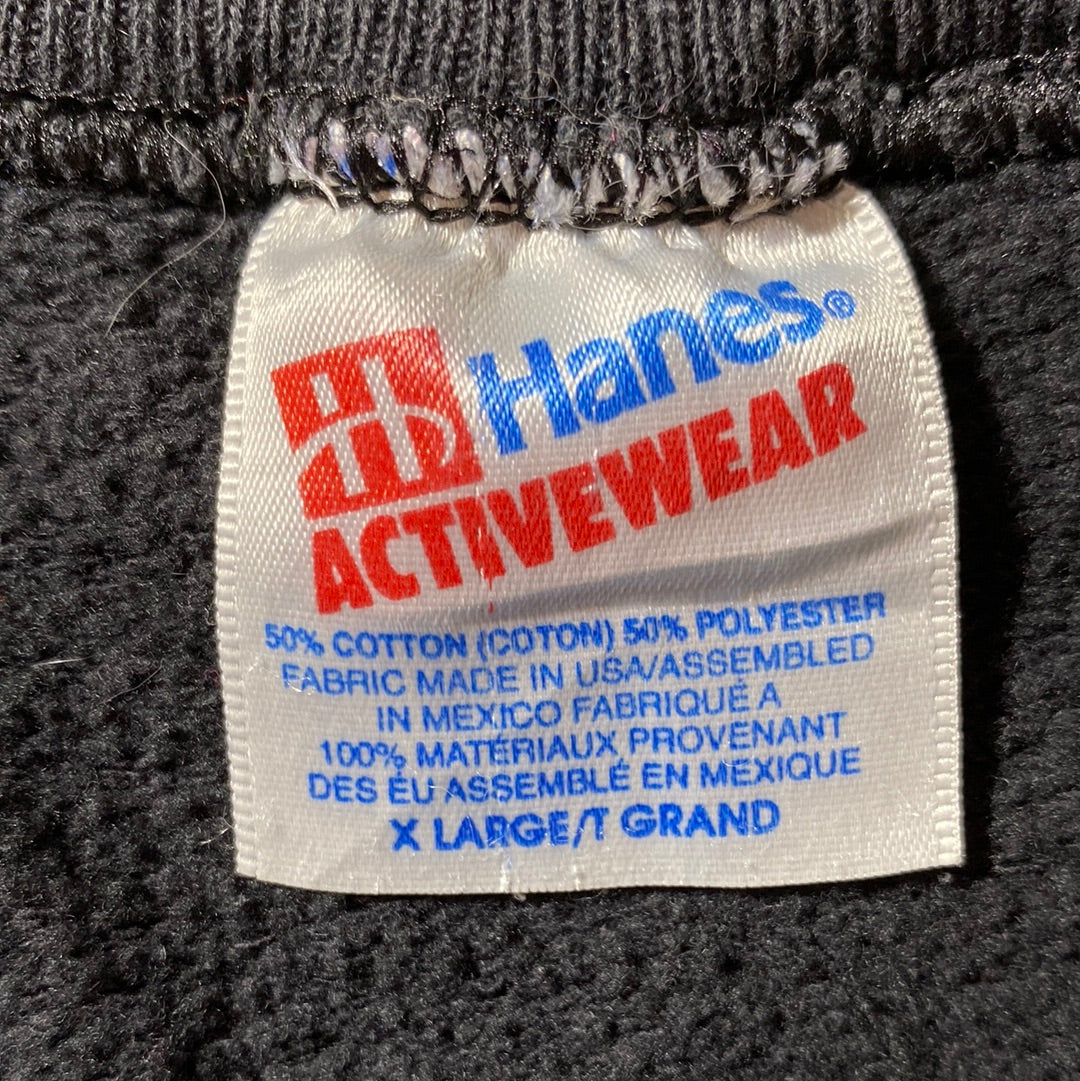 Hanes®
ACTIVEWEAR
50% COTTON (COTON) 50% POLYESTER
FABRIC MADE IN USA/ASSEMBLED
IN MEXICO FABRIQUÉ A
100% MATÉRIAUX PROVENANT
DES ÉU ASSEMBLÉ EN MEXIQUE
X LARGE/T GRAND